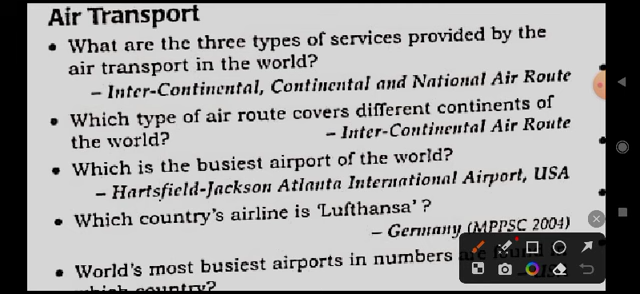 Air Transport
• What are the three types of services provided by the
air transport in the world?
– Inter-Continental, Continental and National Air Route
• Which type of air route covers different continents of
the world? – Inter-Continental Air Route
• Which is the busiest airport of the world?
– Hartsfield-Jackson Atlanta International Airport, USA
• Which country's airline is 'Lufthansa' ?
– Germany (MPPSC 2004)
• World's most busiest airports in numbers are
which country?